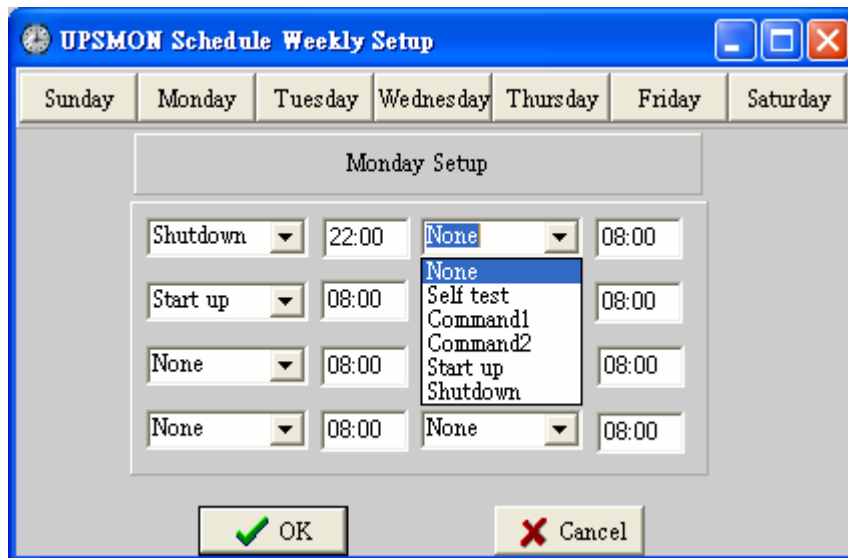 UPSMON Schedule Weekly Setup
Sunday Monday Tuesday Wednesday Thursday Friday Saturday
Monday Setup
Shutdown 22:00 None 08:00
None
Self test
Command1
Command2
Start up
Shutdown
Start up 08:00 08:00
None 08:00 08:00
None 08:00 None 08:00
OK Cancel